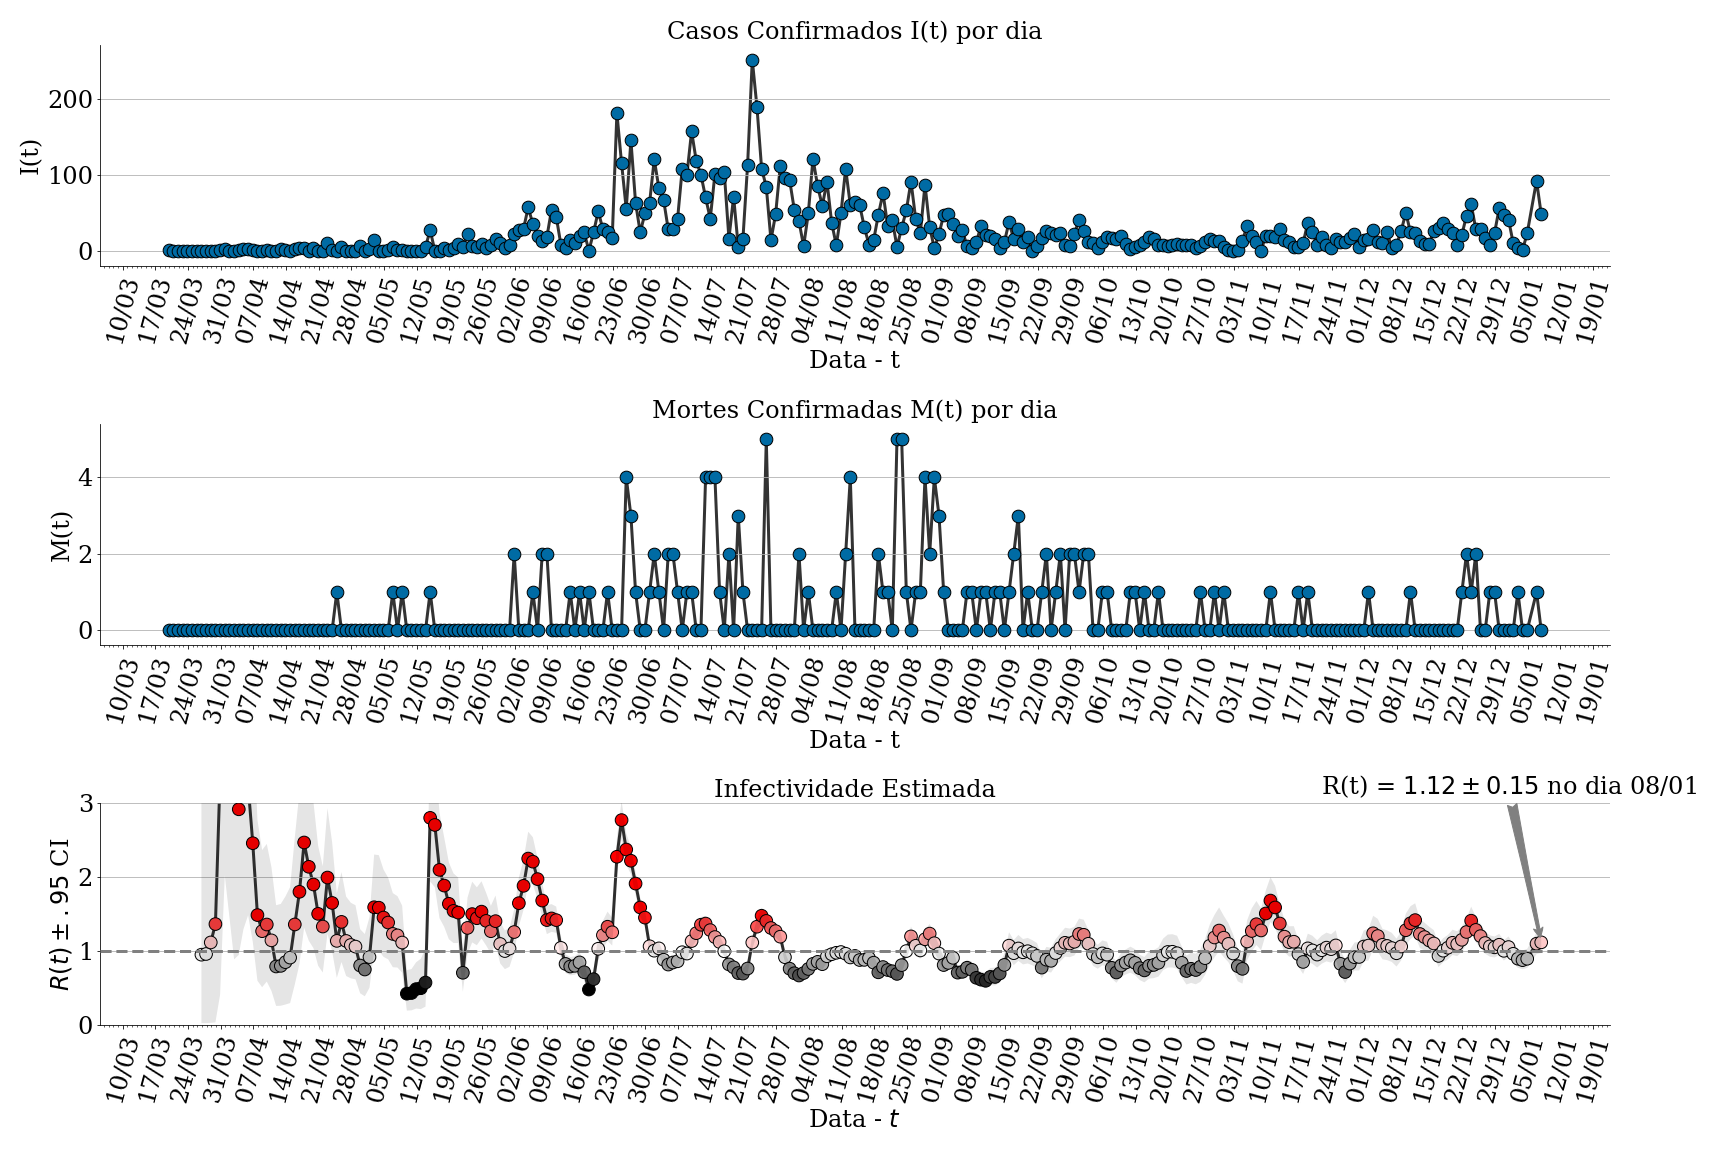 Casos Confirmados I(t) por dia
I(t)
200
100
0
10/03 17/03 24/03 31/03 07/04 14/04 21/04 28/04 05/05 12/05 19/05 26/05 02/06 09/06 16/06 23/06 30/06 07/07 14/07 21/07 28/07 04/08 11/08 18/08 25/08 01/09 08/09 15/09 22/09 29/09 06/10 13/10 20/10 27/10 03/11 10/11 17/11 24/11 01/12 08/12 15/12 22/12 29/12 05/01 12/01 19/01
Data - t
Mortes Confirmadas M(t) por dia
M(t)
4
2
0
10/03 17/03 24/03 31/03 07/04 14/04 21/04 28/04 05/05 12/05 19/05 26/05 02/06 09/06 16/06 23/06 30/06 07/07 14/07 21/07 28/07 04/08 11/08 18/08 25/08 01/09 08/09 15/09 22/09 29/09 06/10 13/10 20/10 27/10 03/11 10/11 17/11 24/11 01/12 08/12 15/12 22/12 29/12 05/01 12/01 19/01
Data - t
Infectividade Estimada
R(t) = 1.12 ± 0.15 no dia 08/01
R(t) ± .95 CI
3
2
1
0
10/03 17/03 24/03 31/03 07/04 14/04 21/04 28/04 05/05 12/05 19/05 26/05 02/06 09/06 16/06 23/06 30/06 07/07 14/07 21/07 28/07 04/08 11/08 18/08 25/08 01/09 08/09 15/09 22/09 29/09 06/10 13/10 20/10 27/10 03/11 10/11 17/11 24/11 01/12 08/12 15/12 22/12 29/12 05/01 12/01 19/01
Data - t